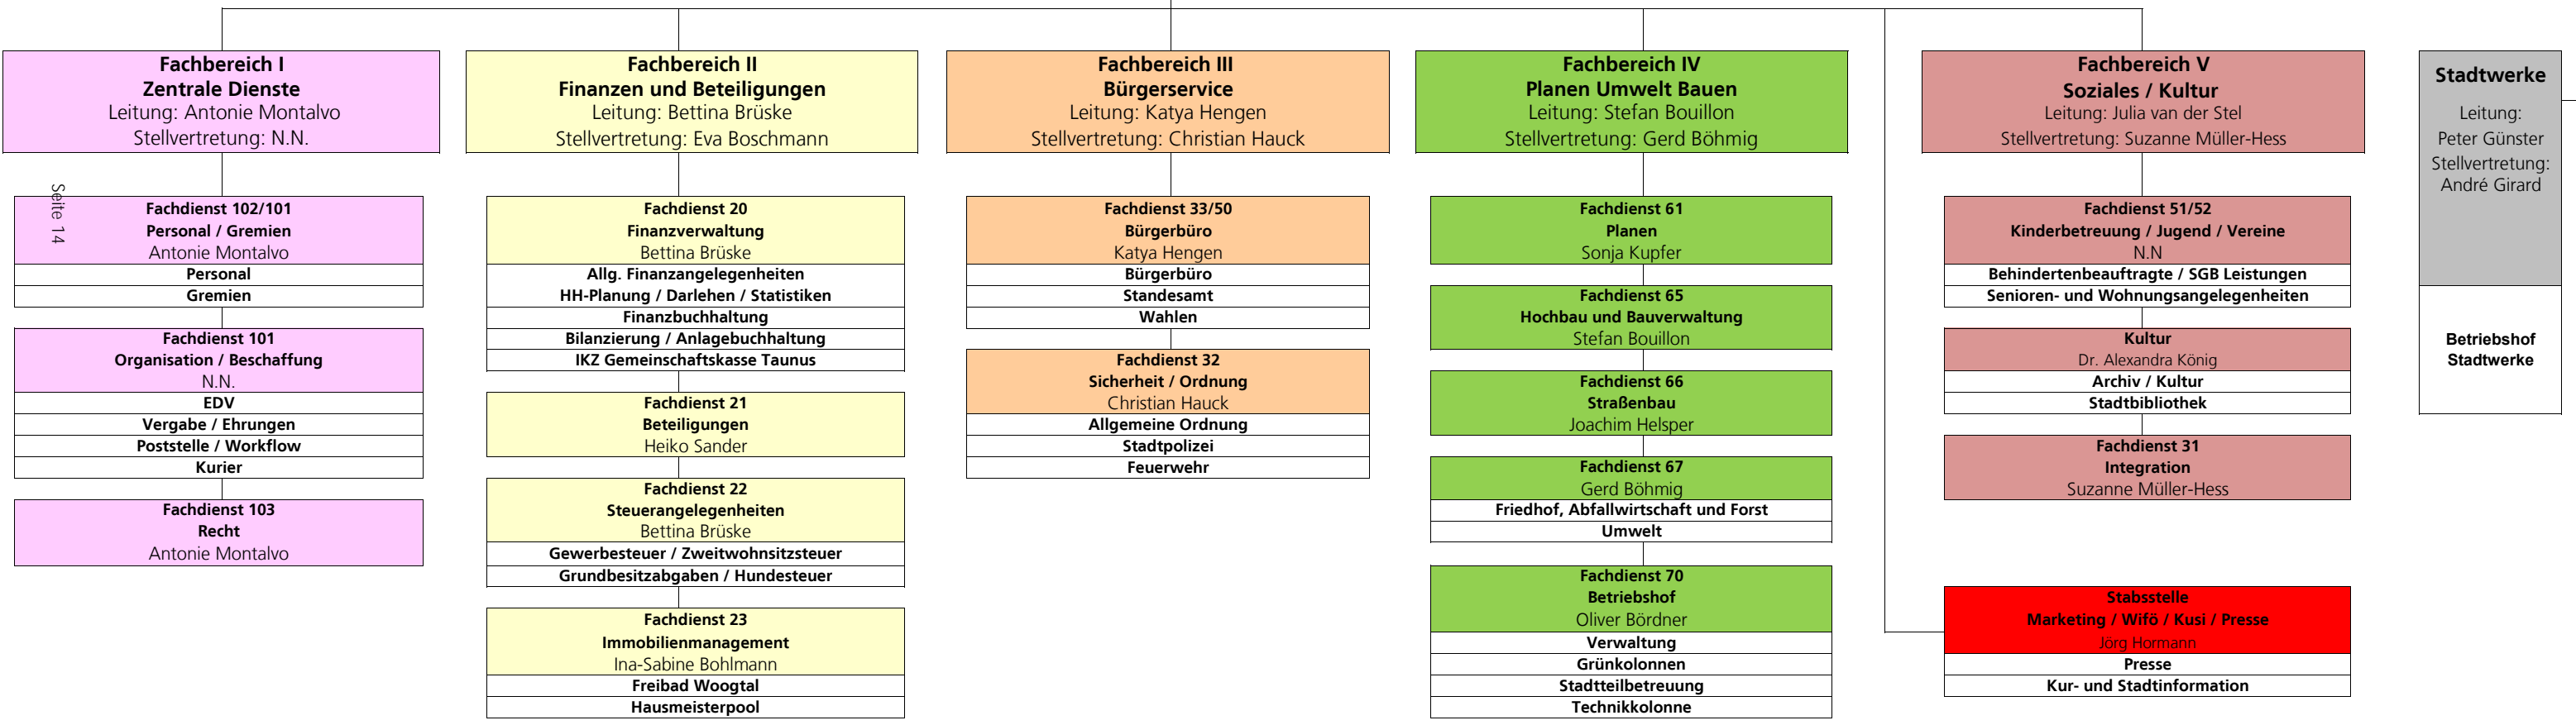 Fachbereich I
Zentrale Dienste
Leitung: Antonie Montalvo
Stellvertretung: N.N.
Seite 14
Fachdienst 102/101
Personal / Gremien
Antonie Montalvo
Personal
Gremien
Fachdienst 101
Organisation / Beschaffung
N.N.
EDV
Vergabe / Ehrungen
Poststelle / Workflow
Kurier
Fachdienst 103
Recht
Antonie Montalvo
Fachbereich II
Finanzen und Beteiligungen
Leitung: Bettina Brüske
Stellvertretung: Eva Boschmann
Fachdienst 20
Finanzverwaltung
Bettina Brüske
Allg. Finanzangelegenheiten
HH-Planung / Darlehen / Statistiken
Finanzbuchhaltung
Bilanzierung / Anlagebuchhaltung
IKZ Gemeinschaftskasse Taunus
Fachdienst 21
Beteiligungen
Heiko Sander
Fachdienst 22
Steuerangelegenheiten
Bettina Brüske
Gewerbesteuer / Zweitwohnsitzsteuer
Grundbesitzabgaben / Hundesteuer
Fachdienst 23
Immobilienmanagement
Ina-Sabine Bohlmann
Freibad Woogtal
Hausmeisterpool
Fachbereich III
Bürgerservice
Leitung: Katya Hengen
Stellvertretung: Christian Hauck
Fachdienst 33/50
Bürgerbüro
Katya Hengen
Bürgerbüro
Standesamt
Wahlen
Fachdienst 32
Sicherheit / Ordnung
Christian Hauck
Allgemeine Ordnung
Stadtpolizei
Feuerwehr
Fachbereich IV
Planen Umwelt Bauen
Leitung: Stefan Bouillon
Stellvertretung: Gerd Böhmig
Fachdienst 61
Planen
Sonja Kupfer
Fachdienst 65
Hochbau und Bauverwaltung
Stefan Bouillon
Fachdienst 66
Straßenbau
Joachim Helsper
Fachdienst 67
Gerd Böhmig
Friedhof, Abfallwirtschaft und Forst
Umwelt
Fachdienst 70
Betriebshof
Oliver Bördner
Verwaltung
Grünkolonnen
Stadtteilbetreuung
Technikkolonne
Fachbereich V
Soziales / Kultur
Leitung: Julia van der Stel
Stellvertretung: Suzanne Müller-Hess
Fachdienst 51/52
Kinderbetreuung / Jugend / Vereine
N.N
Behindertenbeauftragte / SGB Leistungen
Senioren- und Wohnungsangelegenheiten
Kultur
Dr. Alexandra König
Archiv / Kultur
Stadtbibliothek
Fachdienst 31
Integration
Suzanne Müller-Hess
Stabsstelle
Marketing / Wifö / Kusi / Presse
Jörg Hormann
Presse
Kur- und Stadtinformation
Stadtwerke
Leitung:
Peter Günster
Stellvertretung:
André Girard
Betriebshof
Stadtwerke